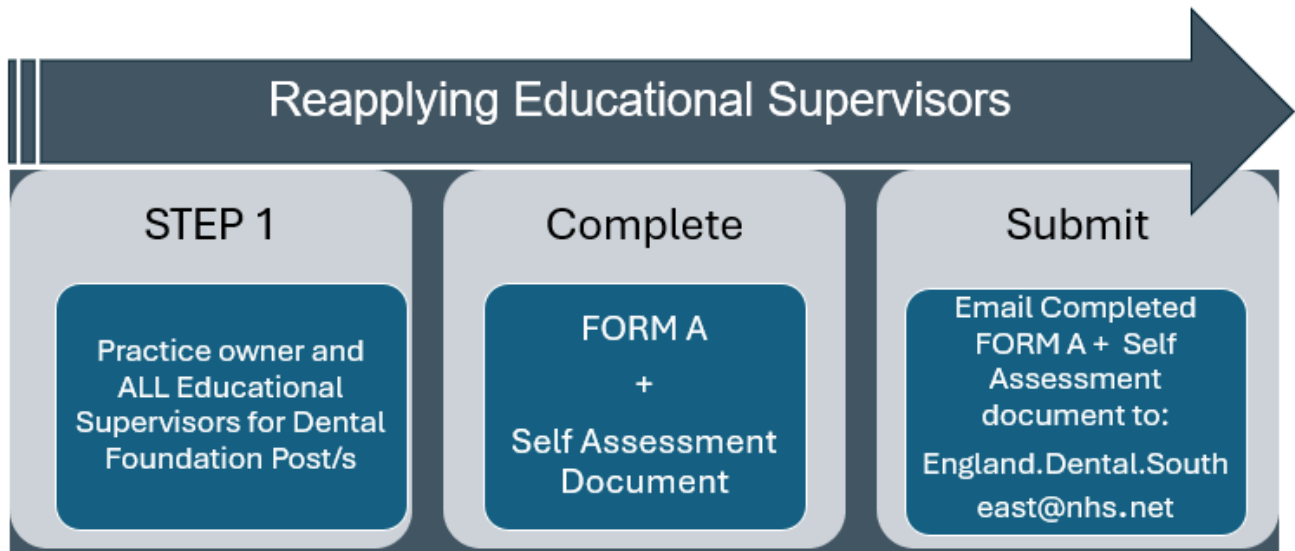 Reapplying Educational Supervisors
STEP 1
Practice owner and
ALL Educational
Supervisors for Dental
Foundation Post/s
Complete
FORM A
+
Self Assessment
Document
Submit
Email Completed
FORM A + Self
Assessment
document to:
England.Dental.South
east@nhs.net